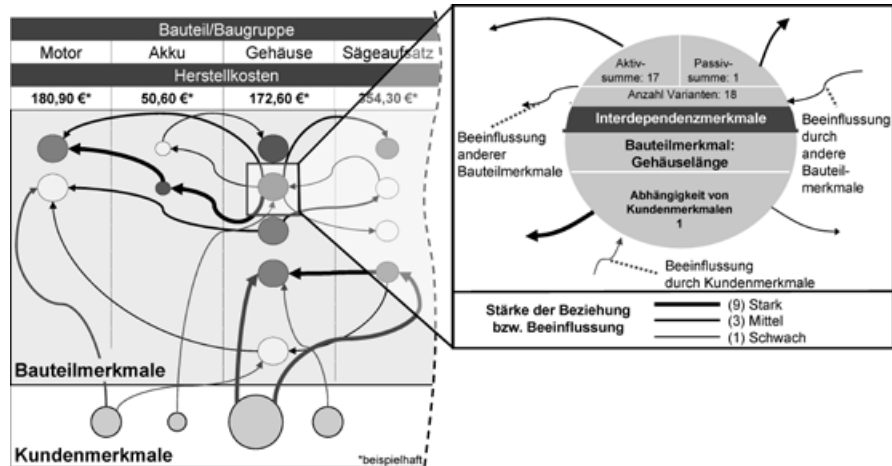 Bauteil/Baugruppe
Motor Akku Gehäuse Sägeaufsatz
Herstellkosten
180,90 €* 50,60 €* 172,60 €* 354,30 €*
Bauteilmerkmale
Kundenmerkmale
*beispielhaft
Aktiv-
summe: 17
Passiv-
summe: 1
Anzahl Varianten: 18
Interdependenzmerkmale
Bauteilmerkmal:
Gehäuselänge
Abhängigkeit von
Kundenmerkmalen
1
Beeinflussung
anderer
Bauteilmerkmale
Beeinflussung
durch
andere
Bauteil-
merkmale
Beeinflussung
durch Kundenmerkmale
Stärke der Beziehung
bzw. Beeinflussung
(9) Stark
(3) Mittel
(1) Schwach